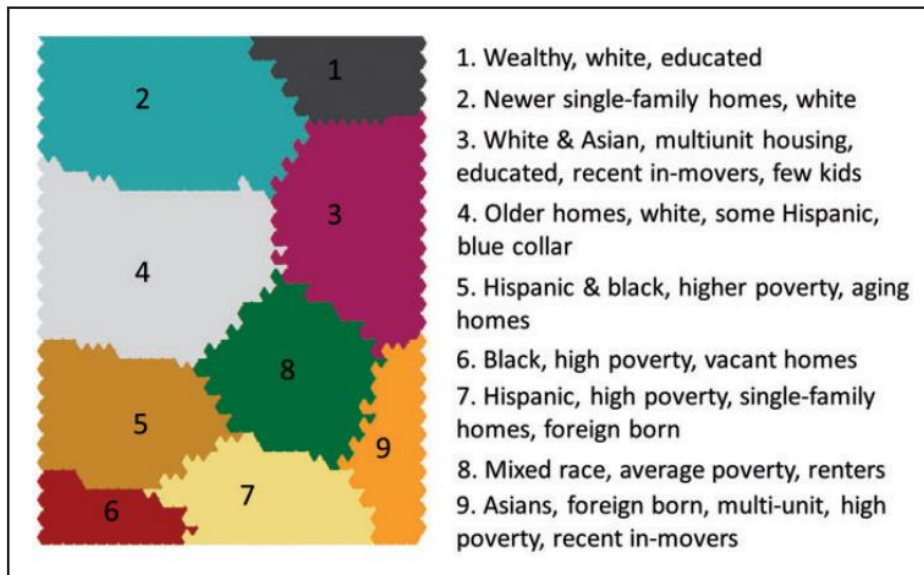 1
2
3
4
5
6
7
8
9
1. Wealthy, white, educated
2. Newer single-family homes, white
3. White & Asian, multiunit housing,
educated, recent in-movers, few kids
4. Older homes, white, some Hispanic,
blue collar
5. Hispanic & black, higher poverty, aging
homes
6. Black, high poverty, vacant homes
7. Hispanic, high poverty, single-family
homes, foreign born
8. Mixed race, average poverty, renters
9. Asians, foreign born, multi-unit, high
poverty, recent in-movers